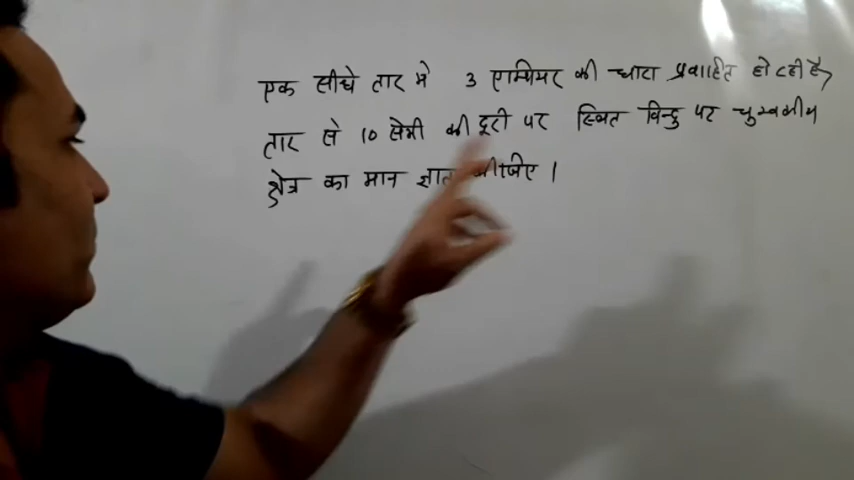 एक सीधे तार मे 3 एम्पियर की धारा प्रवाहित हो रही है,
तार से 10 सेमी की दूरी पर स्थित विन्दु पर चुम्बकीय
क्षेत्र का मान ज्ञात कीजिए ।